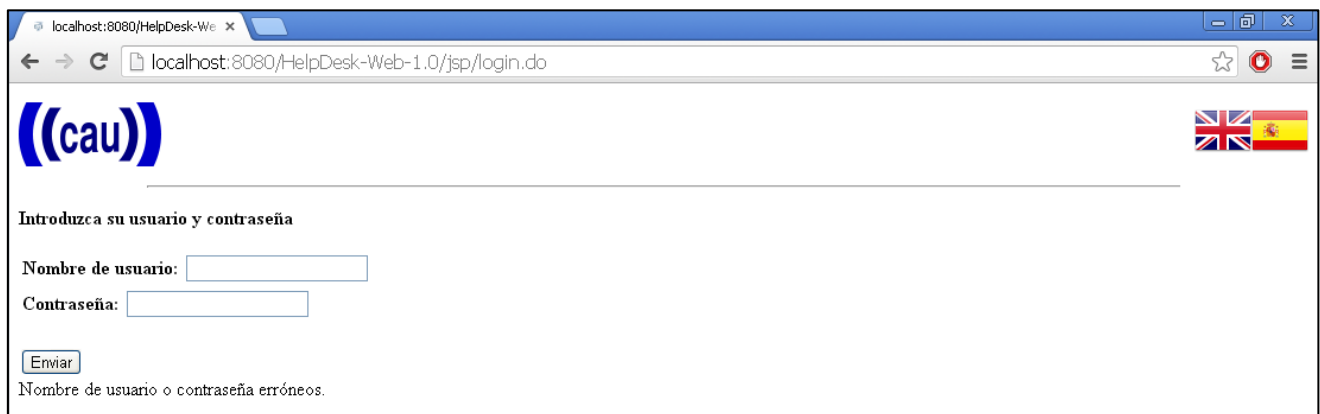 localhost:8080/HelpDesk-We
localhost:8080/HelpDesk-Web-1.0/jsp/login.do
((cau))
Introduzca su usuario y contraseña
Nombre de usuario:
Contraseña:
Enviar
Nombre de usuario o contraseña erróneos.